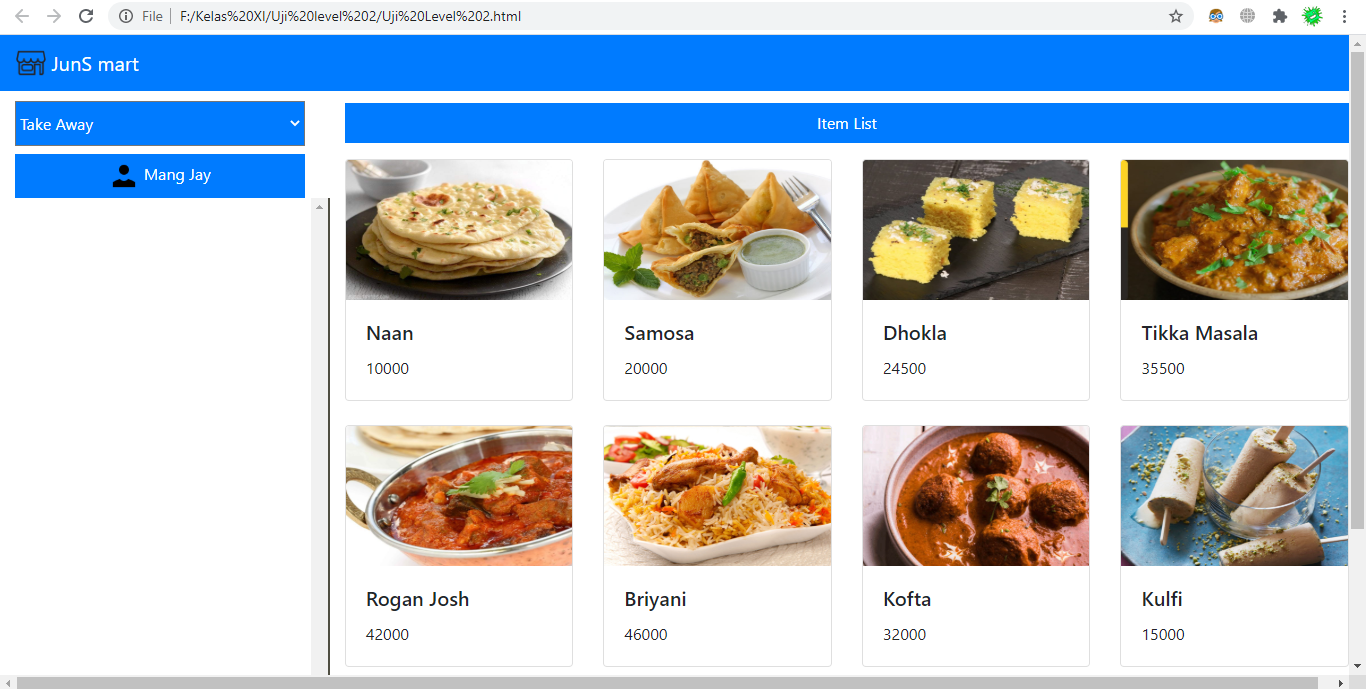 File
F:/Kelas%20XI/Uji%20level%202/Uji%20Level%202.html
JunS mart
Take Away
Mang Jay
Item List
Naan
10000
Samosa
20000
Dhokla
24500
Tikka Masala
35500
Rogan Josh
42000
Briyani
46000
Kofta
32000
Kulfi
15000